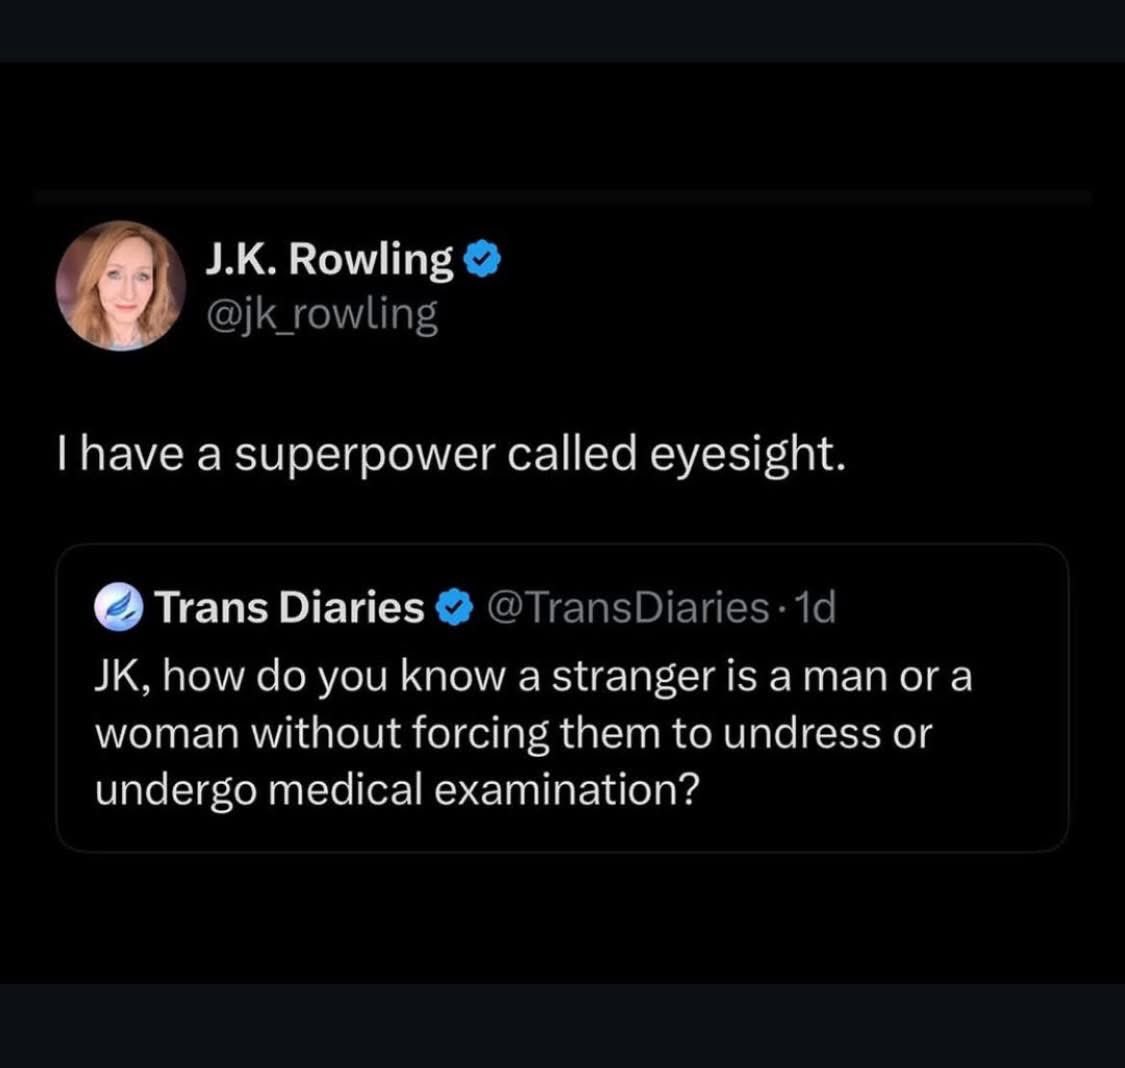 J.K. Rowling
@jk_rowling
I have a superpower called eyesight.
Trans Diaries @TransDiaries · 1d
JK, how do you know a stranger is a man or a
woman without forcing them to undress or
undergo medical examination?